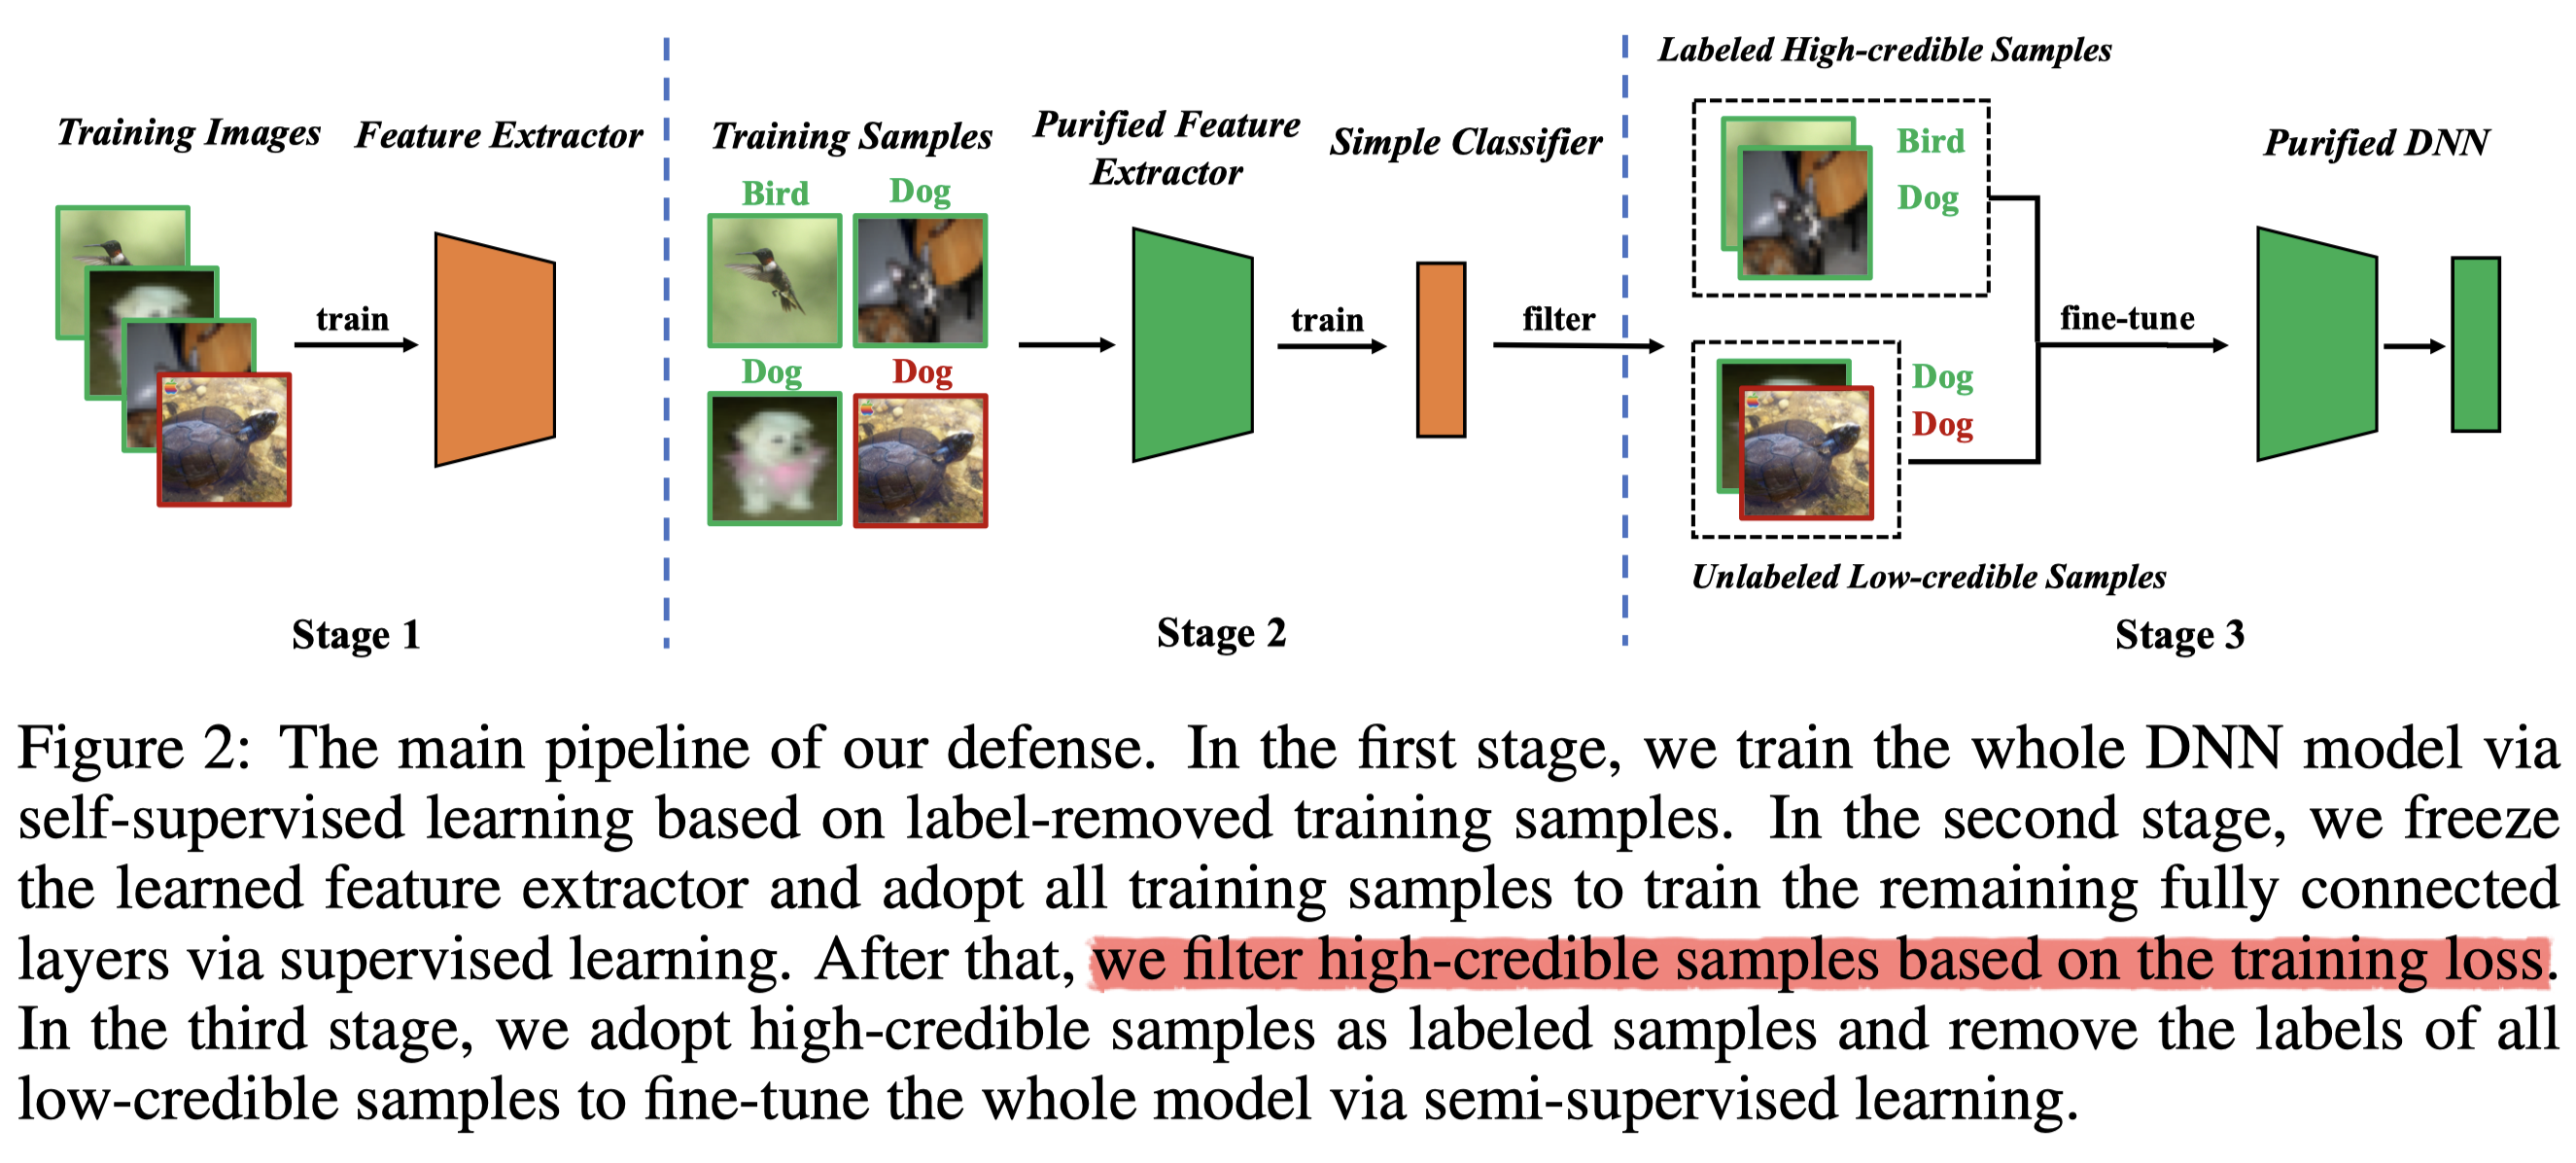 Training Images
Feature Extractor
train
Stage 1
Training Samples
Purified Feature
Extractor
Simple Classifier
Bird
Dog
Dog
Dog
train
filter
Stage 2
Labeled High-credible Samples
Bird
Dog
Dog
Dog
Unlabeled Low-credible Samples
fine-tune
Purified DNN
Stage 3
Figure 2: The main pipeline of our defense. In the first stage, we train the whole DNN model via
self-supervised learning based on label-removed training samples. In the second stage, we freeze
the learned feature extractor and adopt all training samples to train the remaining fully connected
layers via supervised learning. After that, we filter high-credible samples based on the training loss.
In the third stage, we adopt high-credible samples as labeled samples and remove the labels of all
low-credible samples to fine-tune the whole model via semi-supervised learning.